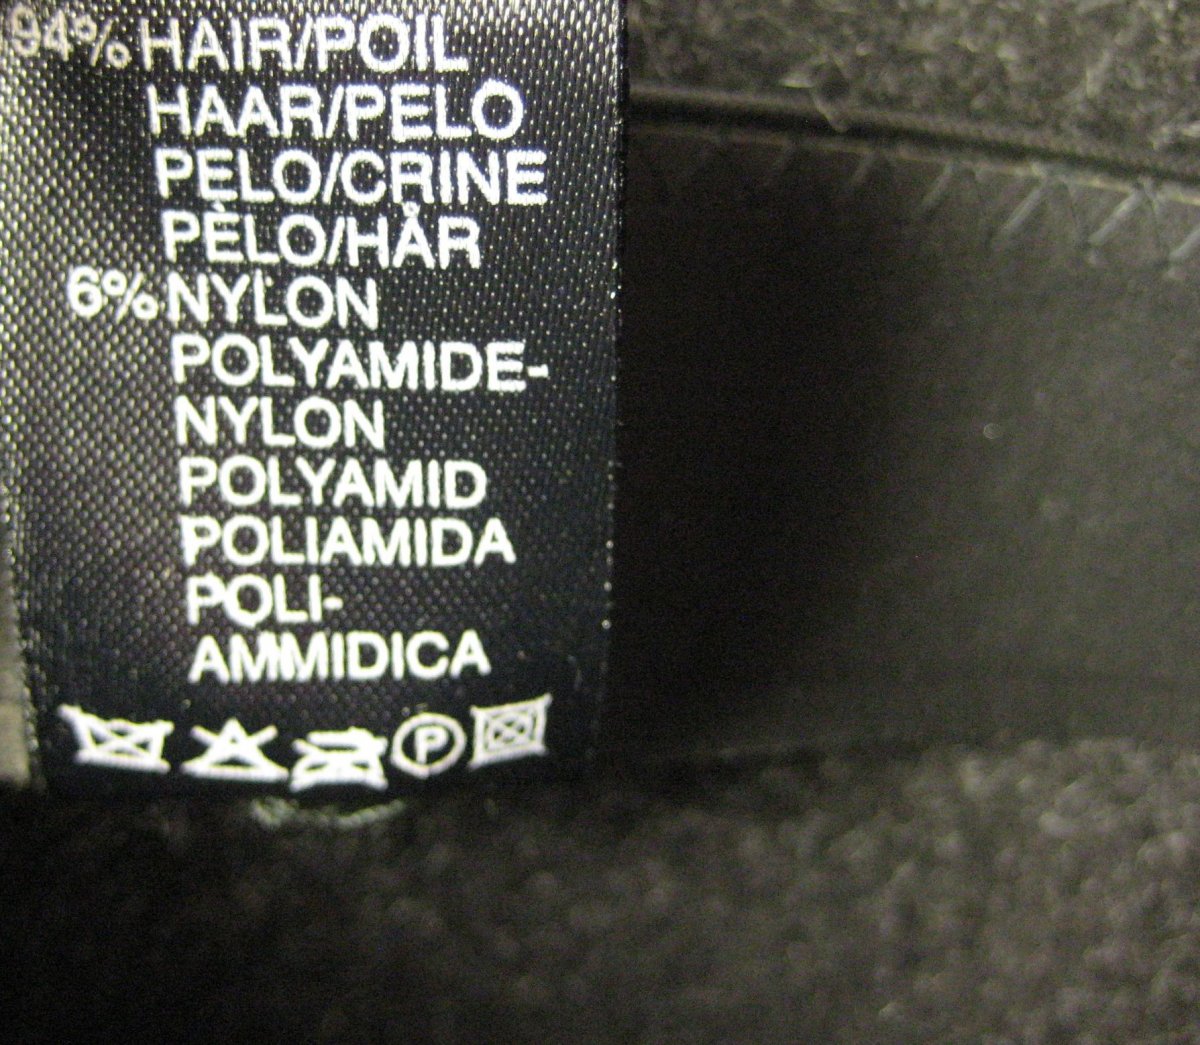 94% HAIR/POIL
HAAR/PELO
PELO/CRINE
PÈLO/HÅR
6% NYLON
POLYAMIDE-
NYLON
POLYAMID
POLIAMIDA
POLI-
AMMIDICA
P